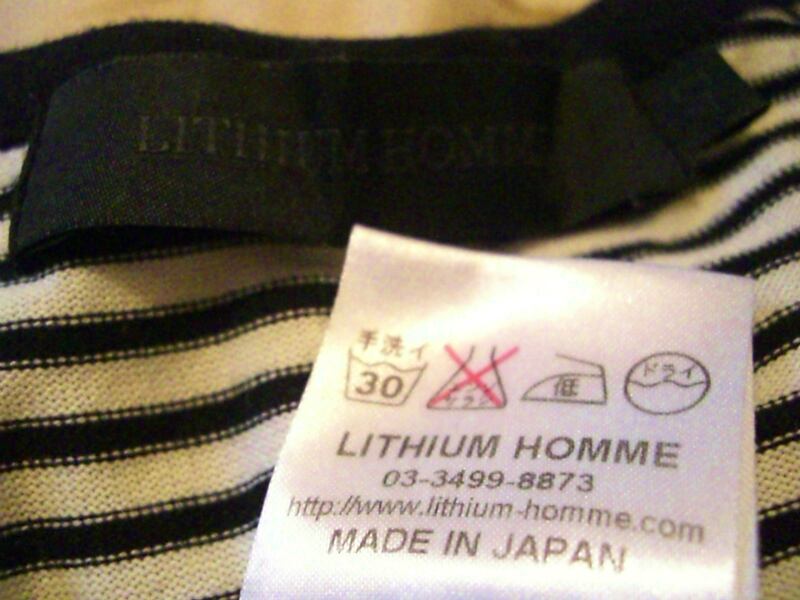 LITHIUM HOMME
手洗イ
30
低
ドライ
LITHIUM HOMME
03-3499-8873
http://www.lithium-homme.com
MADE IN JAPAN